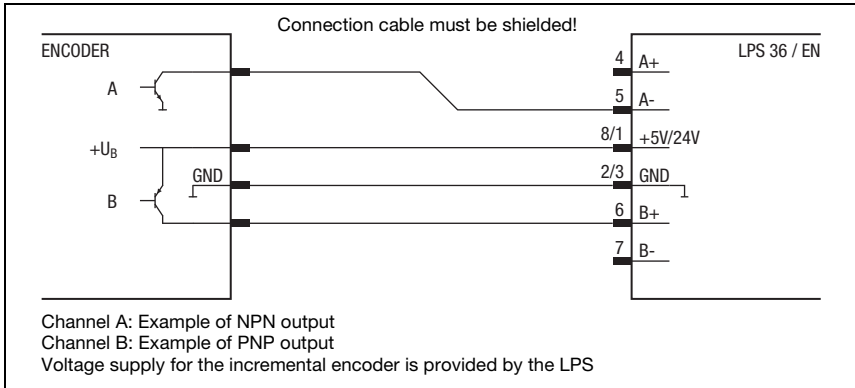 Connection cable must be shielded!
ENCODER
LPS 36 / EN
4 A+
A
5 A-
+UB 8/1 +5V/24V
GND 2/3 GND
B 6 B+
7 B-
Channel A: Example of NPN output
Channel B: Example of PNP output
Voltage supply for the incremental encoder is provided by the LPS